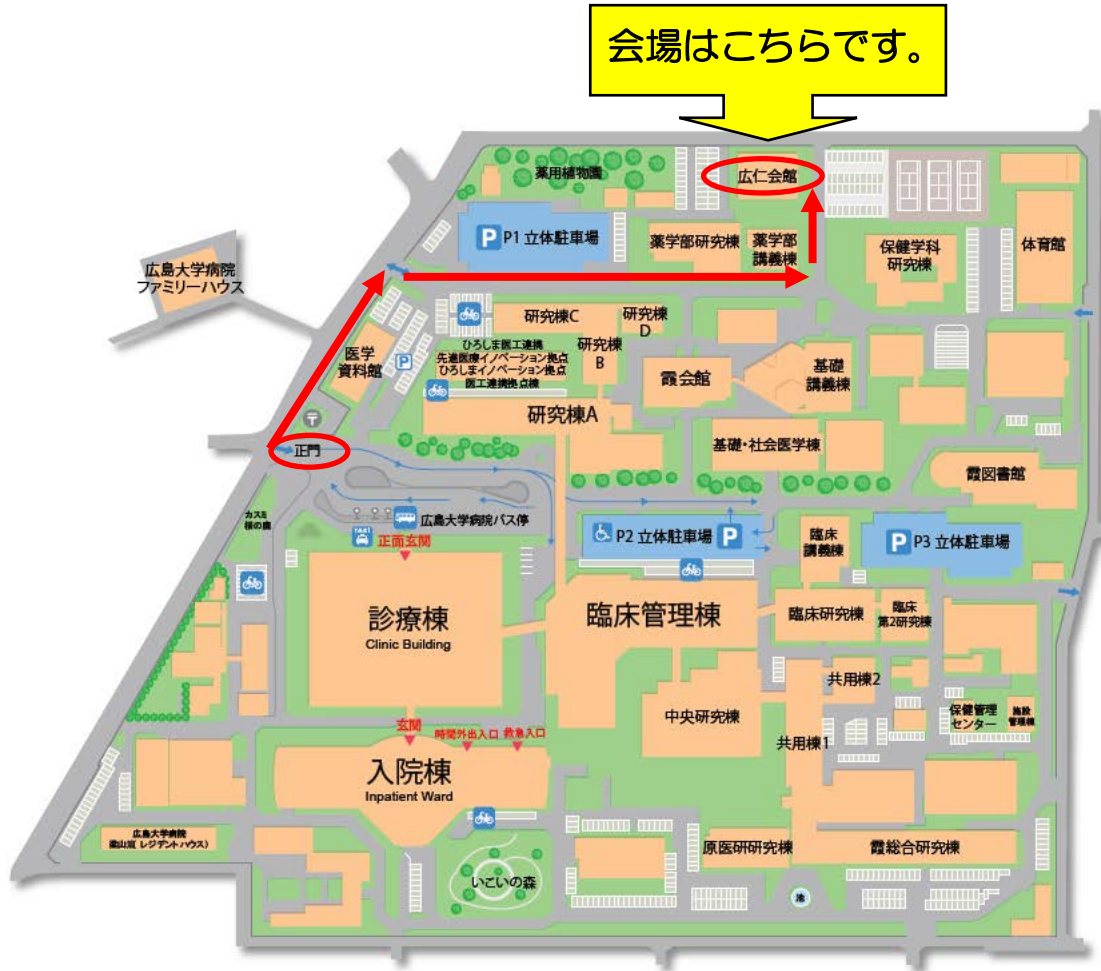 会場はこちらです。
薬用植物園
広仁会館
P
P1 立体駐車場
薬学部研究棟
薬学部
講義棟
保健学科
研究棟
体育館
広島大学病院
ファミリーハウス
研究棟C
研究棟
D
研究棟
B
医学
資料館
P
ひろしま医工連携
先進医療イノベーション拠点
ひろしまイノベーション拠点
医工連携拠点棟
霞会館
基礎
講義棟
研究棟A
〒
正門
基礎・社会医学棟
霞図書館
カスミ
桜の庭
広島大学病院バス停
TAXI
正面玄関
P2 立体駐車場
P
臨床
講義棟
P
P3 立体駐車場
診療棟
Clinic Building
臨床管理棟
臨床研究棟
臨床
第2研究棟
共用棟2
中央研究棟
保健管理
センター
施設
管理棟
玄関
時間外出入口
救急入口
共用棟1
入院棟
Inpatient Ward
広島大学病院
(レジデントハウス)
原医研研究棟
霞総合研究棟
いこいの森
池